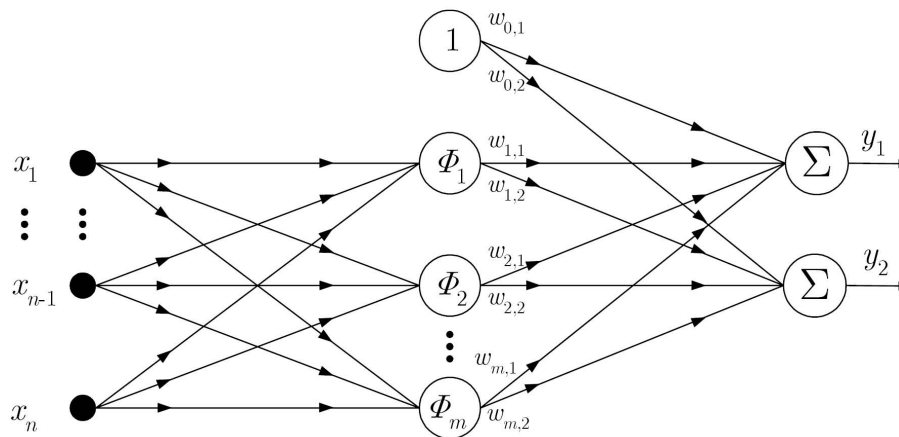 1
w₀,₁
w₀,₂
x₁
Φ₁
w₁,₁
w₁,₂
Σ
y₁
xₙ₋₁
Φ₂
w₂,₁
w₂,₂
Σ
y₂
xₙ
Φₘ
wₘ,₁
wₘ,₂